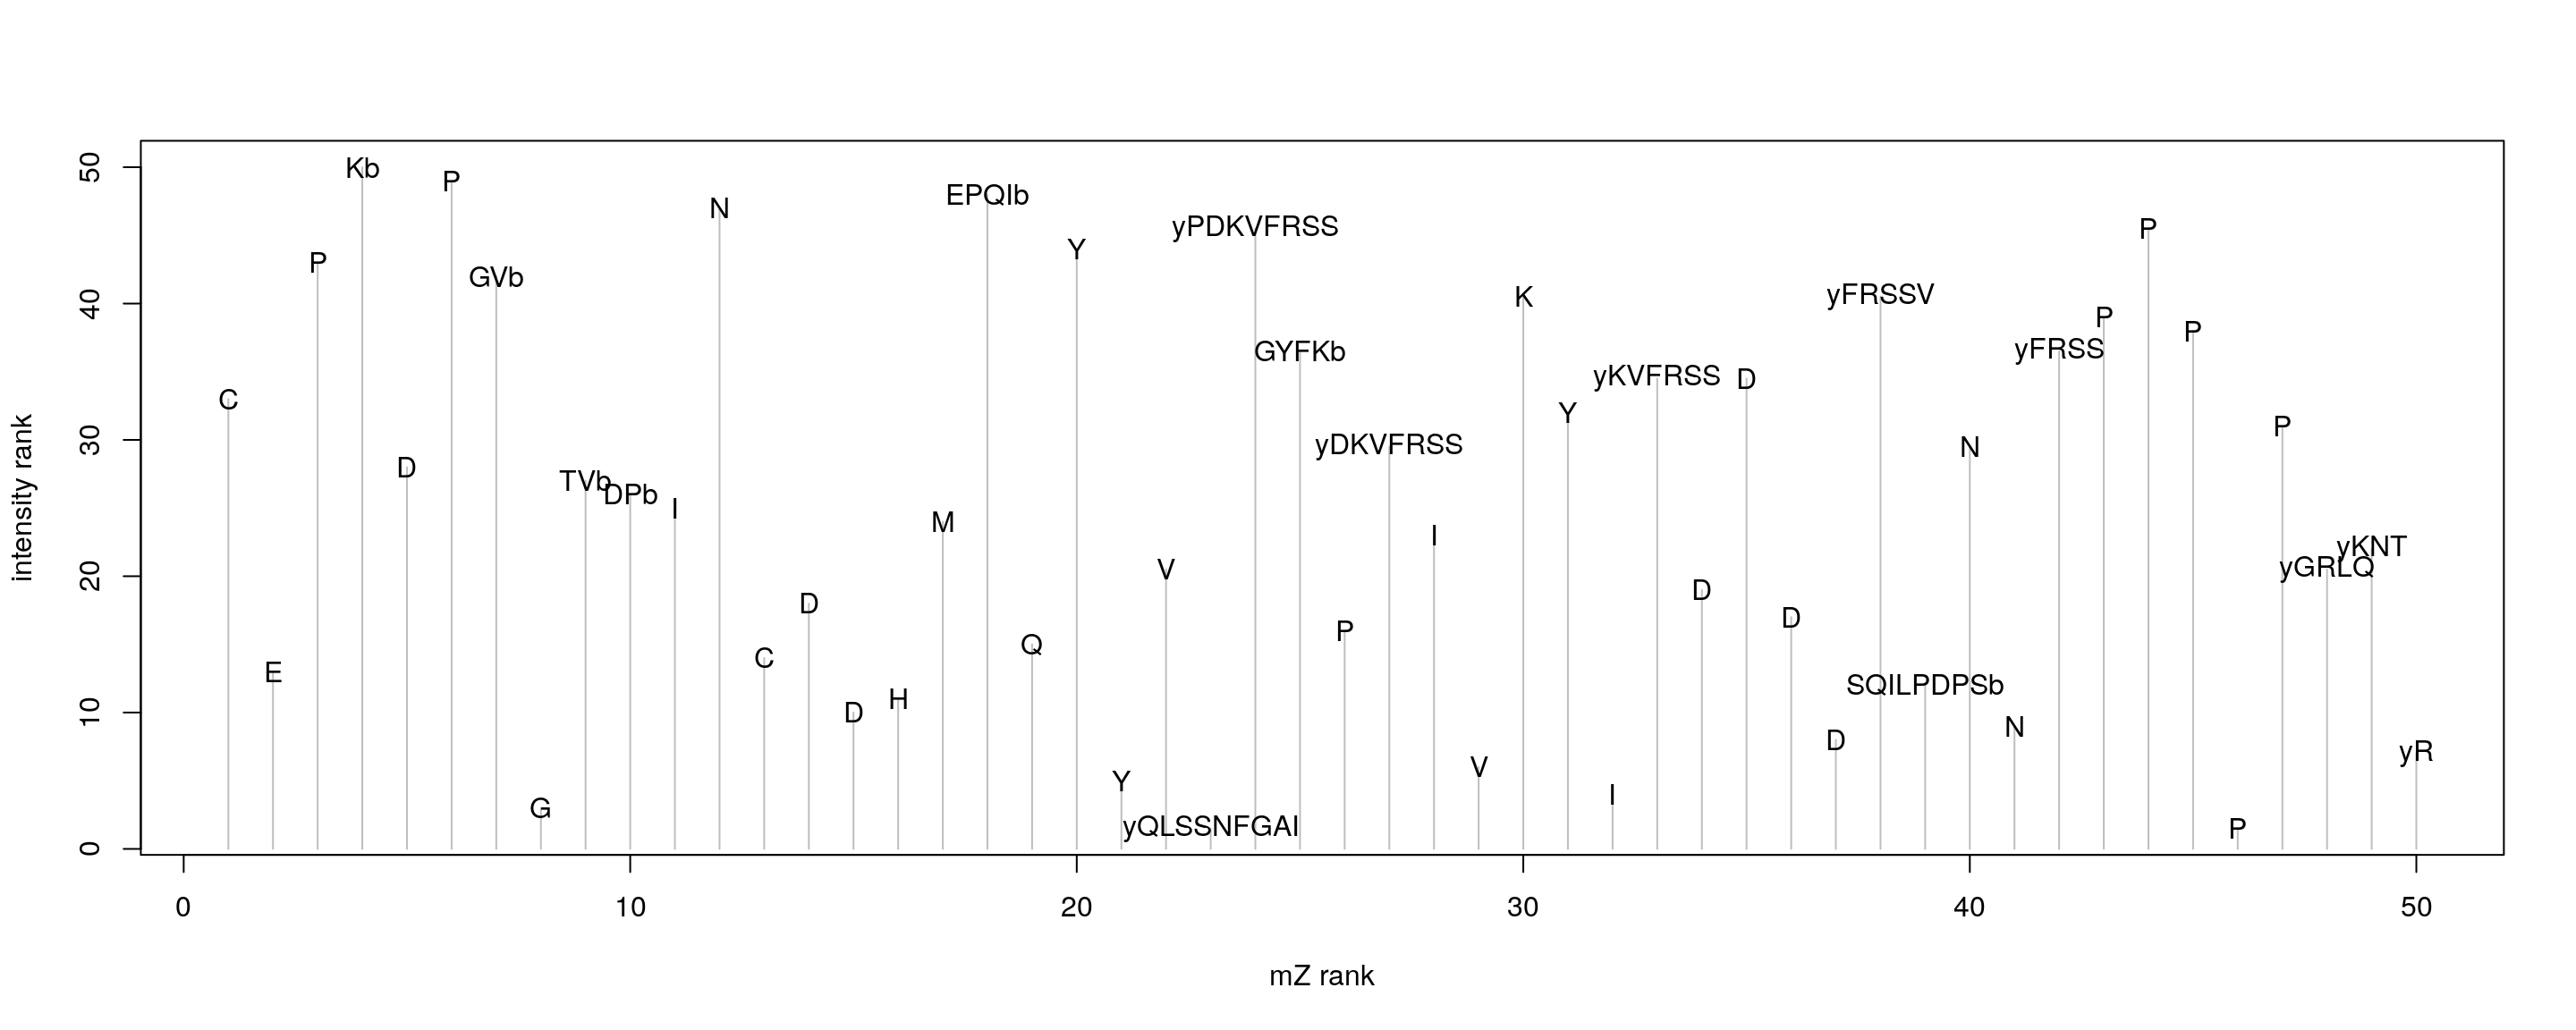 50
Kb
P
EPQIb
N
yPDKVFRSS
P
Y
P
GVb
K
yFRSSV
40
P
P
GYFKb
yFRSS
yKVFRSS
D
C
Y
P
30
yDKVFRSS
N
D
TVb
DPb
I
M
I
yKNT
yGRLQ
V
20
D
D
D
P
Q
C
E
SQILPDPSb
H
10
D
N
D
yR
V
Y
I
G
yQLSSNFGAI
P
0
intensity rank
0 10 20 30 40 50
mZ rank